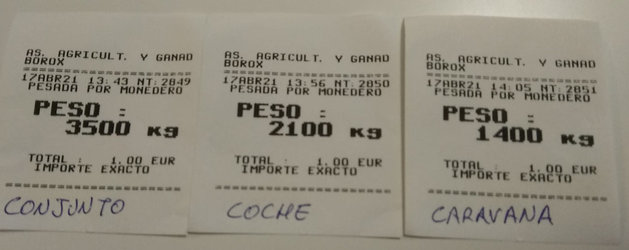 AS. AGRICULT. Y GANAD
BOROX
17ABR21 13:43 NT:2849
PESADA POR MONEDERO
PESO :
3500 Kg
TOTAL : 1.00 EUR
IMPORTE EXACTO
CONJUNTO
AS. AGRICULT. Y GANAD
BOROX
17ABR21 13:56 NT:2850
PESADA POR MONEDERO
PESO :
2100 Kg
TOTAL : 1.00 EUR
IMPORTE EXACTO
COCHE
AS. AGRICULT. Y GANAD
BOROX
17ABR21 14:05 NT:2851
PESADA POR MONEDERO
PESO :
1400 Kg
TOTAL : 1.00 EUR
IMPORTE EXACTO
CARAVANA